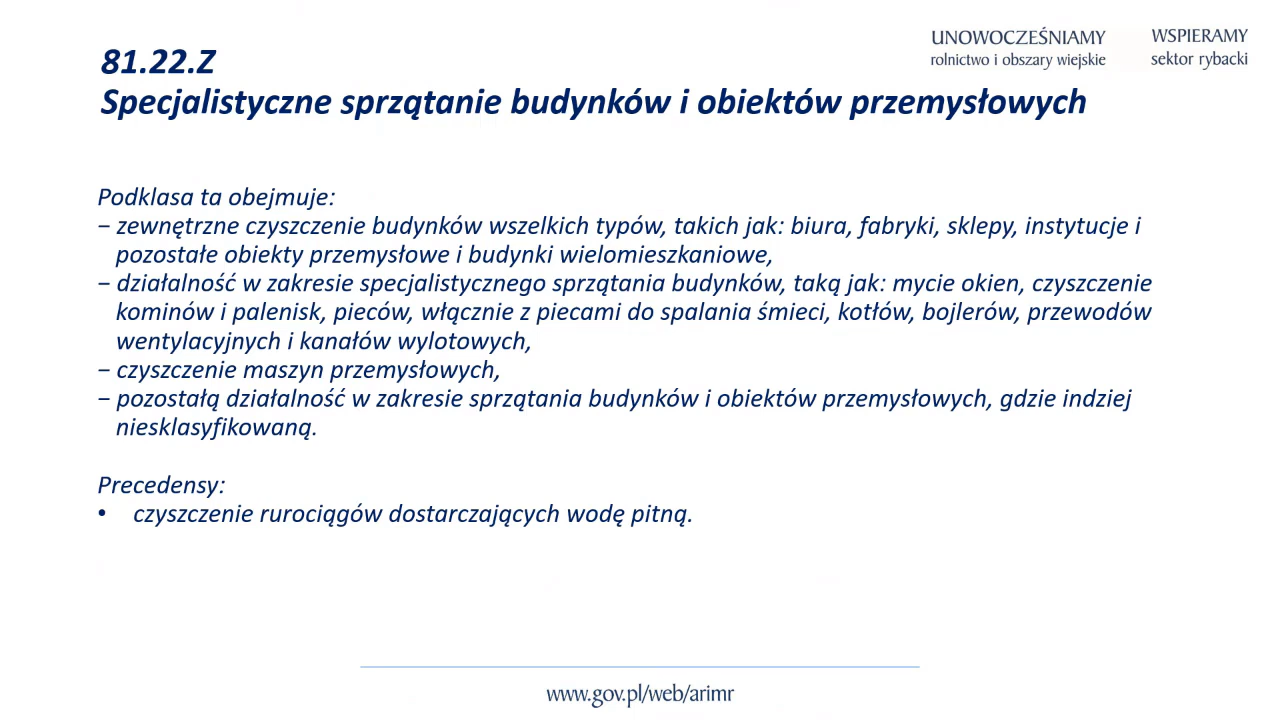 UNOWOCZEŚNIAMY
rolnictwo i obszary wiejskie
WSPIERAMY
sektor rybacki
81.22.Z
Specjalistyczne sprzątanie budynków i obiektów przemysłowych
Podklasa ta obejmuje:
− zewnętrzne czyszczenie budynków wszelkich typów, takich jak: biura, fabryki, sklepy, instytucje i
pozostałe obiekty przemysłowe i budynki wielomieszkaniowe,
− działalność w zakresie specjalistycznego sprzątania budynków, taką jak: mycie okien, czyszczenie
kominów i palenisk, pieców, włącznie z piecami do spalania śmieci, kotłów, bojlerów, przewodów
wentylacyjnych i kanałów wylotowych,
− czyszczenie maszyn przemysłowych,
− pozostałą działalność w zakresie sprzątania budynków i obiektów przemysłowych, gdzie indziej
niesklasyfikowaną.
Precedensy:
• czyszczenie rurociągów dostarczających wodę pitną.
www.gov.pl/web/arimr